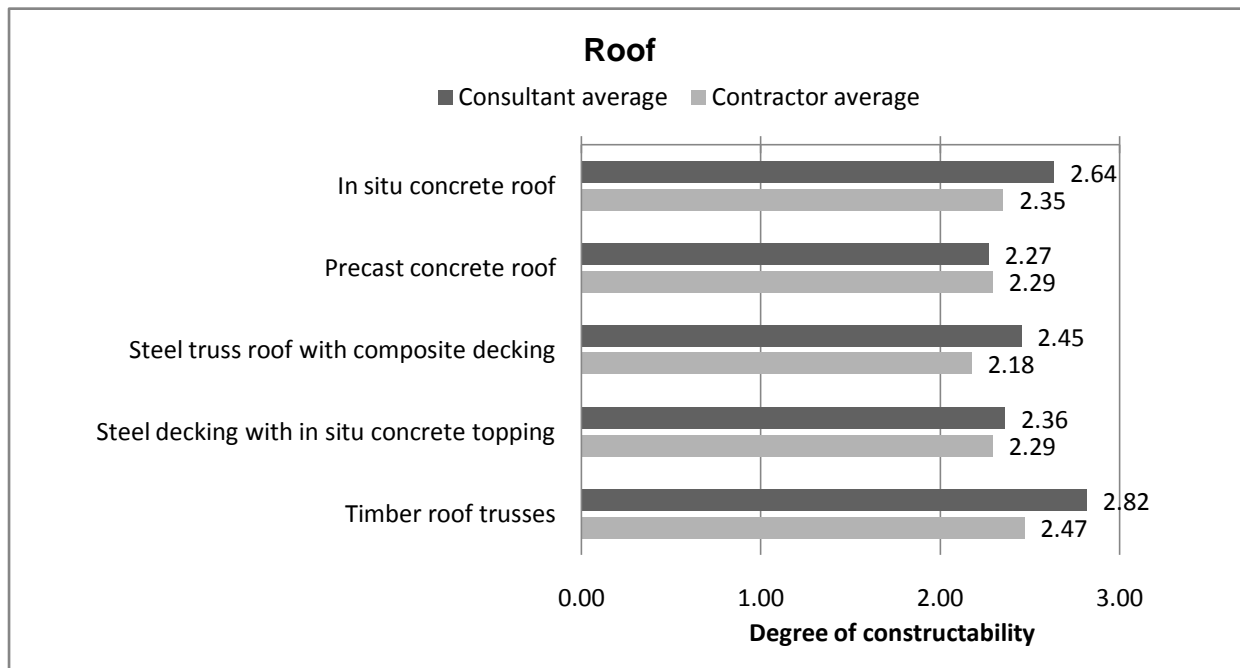 Roof
Consultant average Contractor average
In situ concrete roof
2.64
2.35
Precast concrete roof
2.27
2.29
Steel truss roof with composite decking
2.45
2.18
Steel decking with in situ concrete topping
2.36
2.29
Timber roof trusses
2.82
2.47
0.00 1.00 2.00 3.00
Degree of constructability